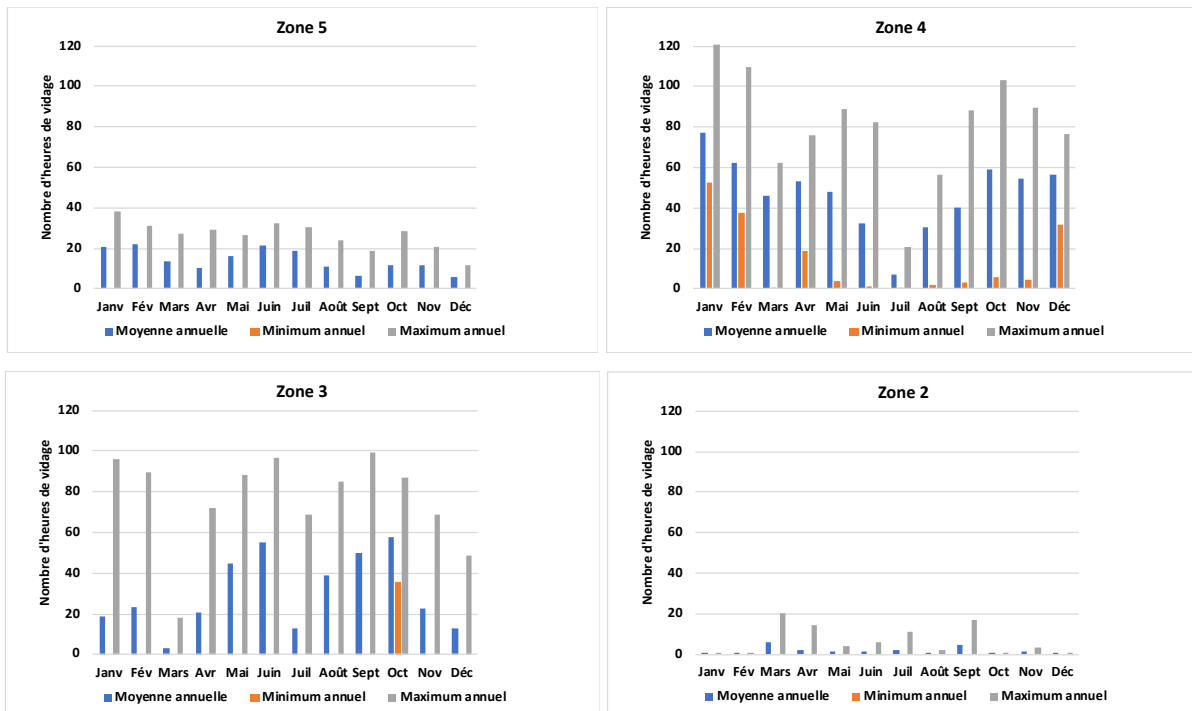 Zone 5
Nombre d'heures de vidage
120
100
80
60
40
20
0
Janv Fév Mars Avr Mai Juin Juil Août Sept Oct Nov Déc
Moyenne annuelle Minimum annuel Maximum annuel
Zone 4
Nombre d'heures de vidage
120
100
80
60
40
20
0
Janv Fév Mars Avr Mai Juin Juil Août Sept Oct Nov Déc
Moyenne annuelle Minimum annuel Maximum annuel
Zone 3
Nombre d'heures de vidage
120
100
80
60
40
20
0
Janv Fév Mars Avr Mai Juin Juil Août Sept Oct Nov Déc
Moyenne annuelle Minimum annuel Maximum annuel
Zone 2
Nombre d'heures de vidage
120
100
80
60
40
20
0
Janv Fév Mars Avr Mai Juin Juil Août Sept Oct Nov Déc
Moyenne annuelle Minimum annuel Maximum annuel